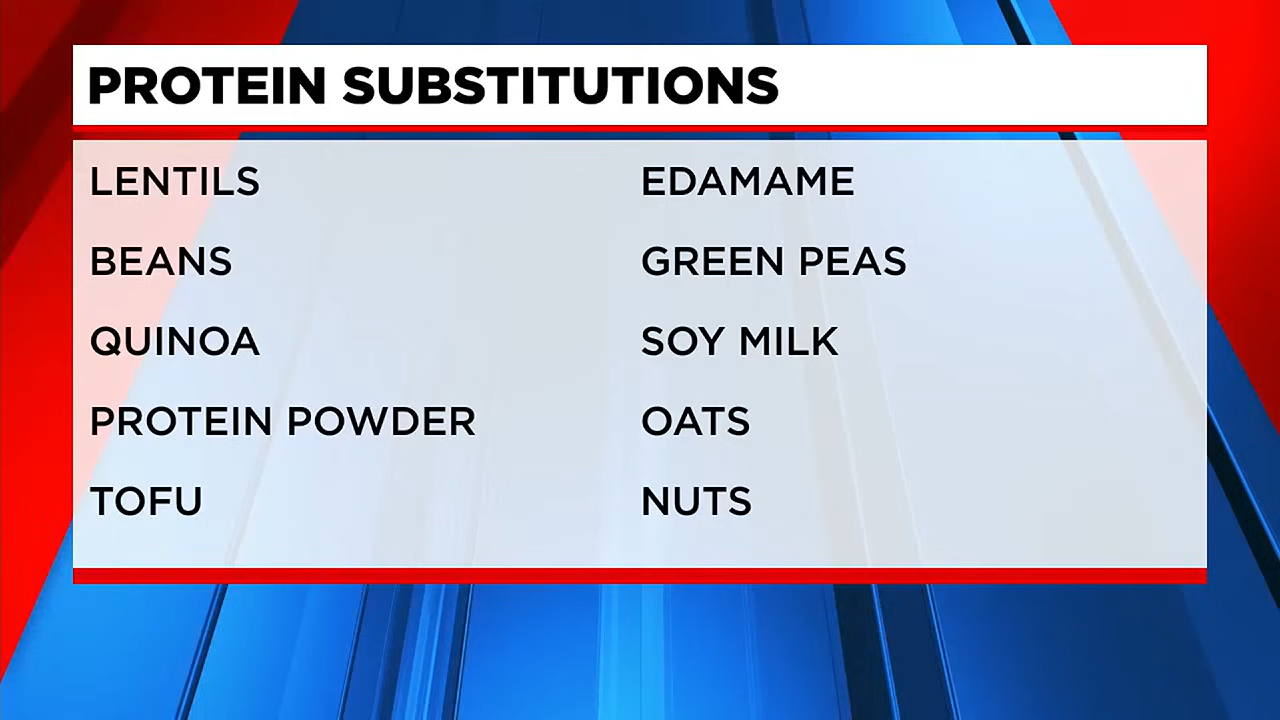 PROTEIN SUBSTITUTIONS
LENTILS
BEANS
QUINOA
PROTEIN POWDER
TOFU
EDAMAME
GREEN PEAS
SOY MILK
OATS
NUTS